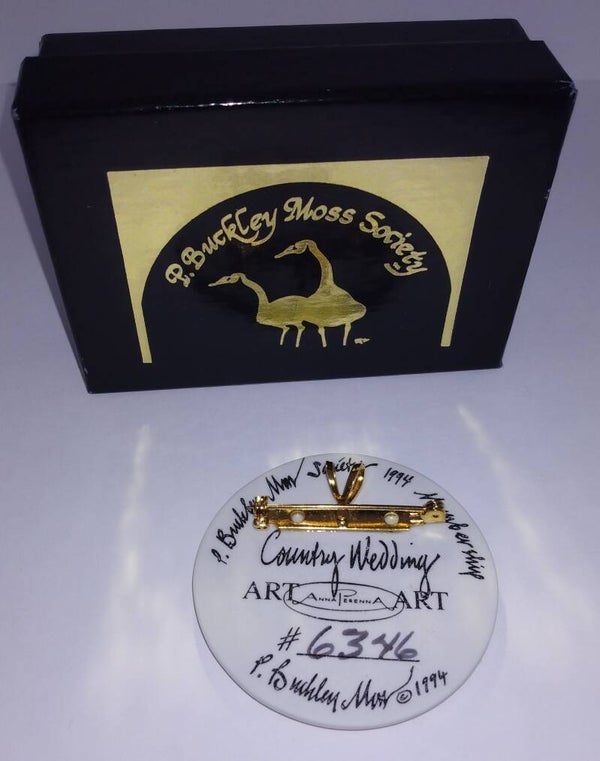 P. Buckley Moss Society
P. Buckley Moss Society 1994 Membership
Country Wedding
ART ANNA PERENNA ART
# 6346
P. Buckley Moss © 1994